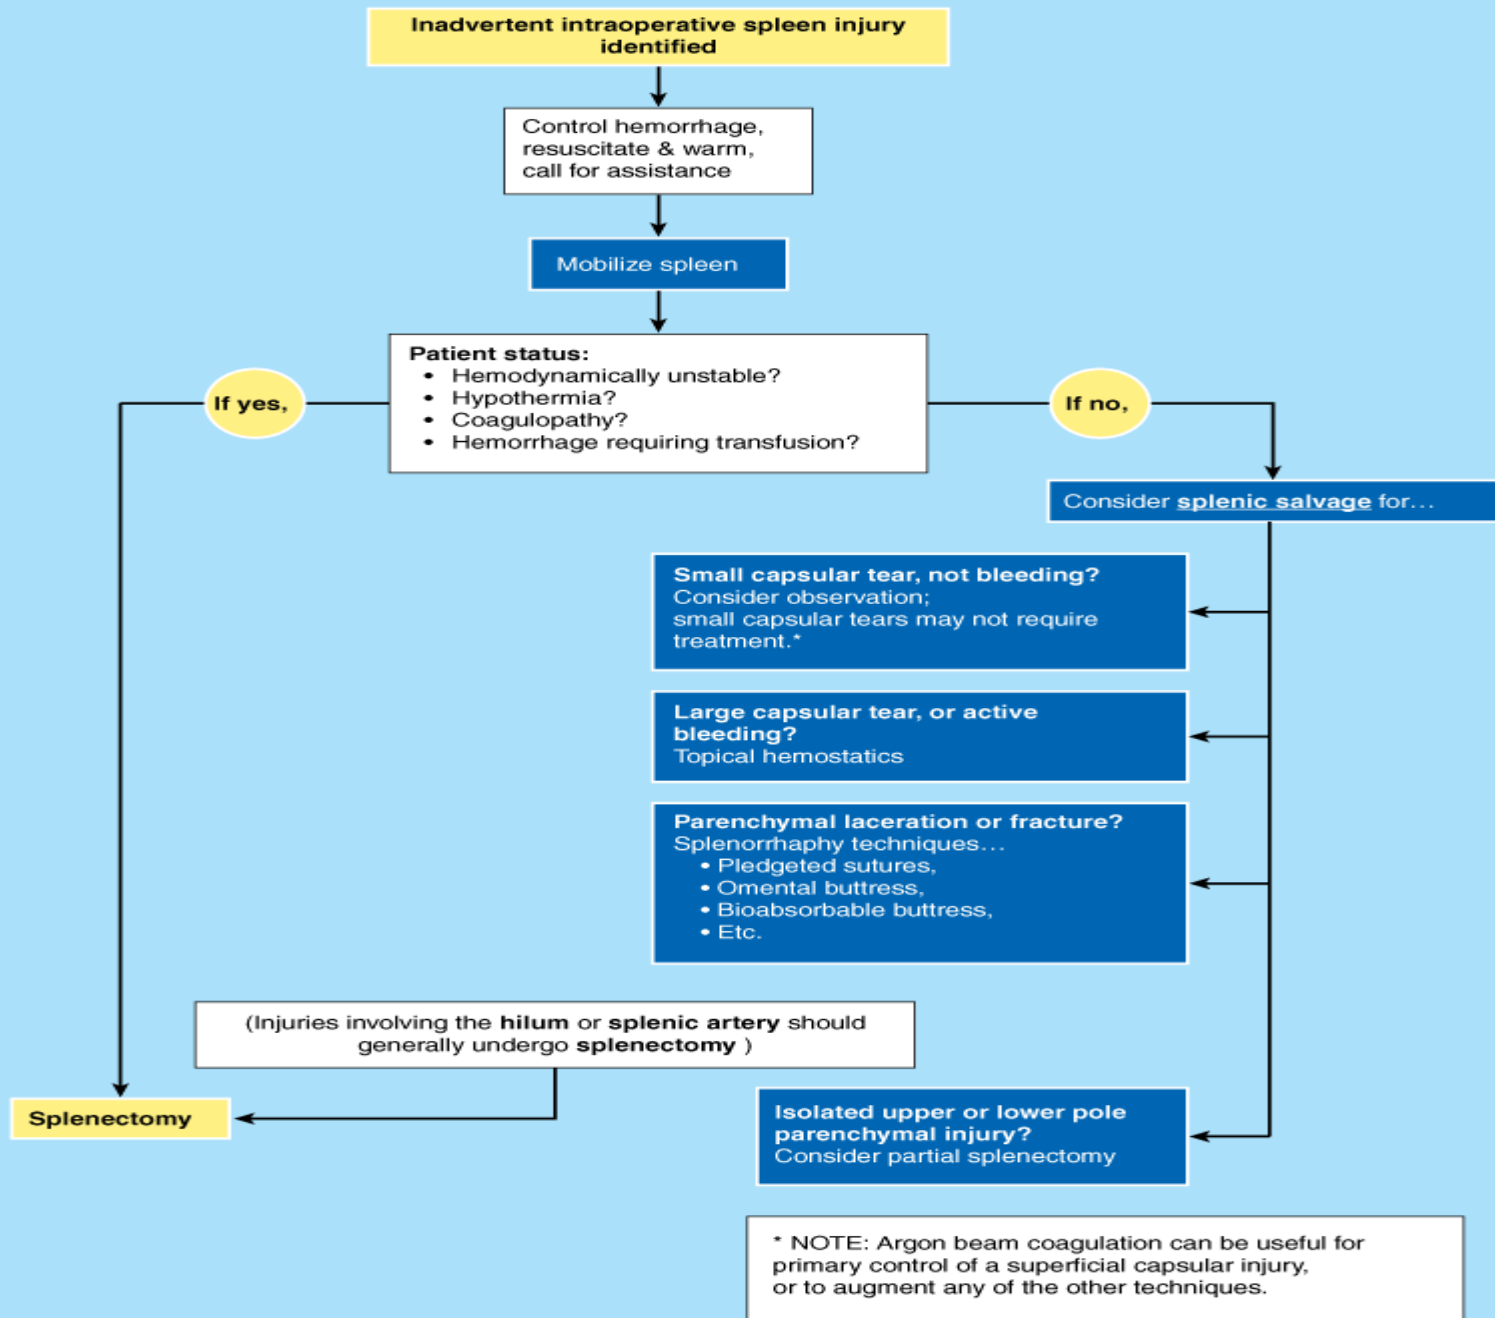 Inadvertent intraoperative spleen injury
identified
Control hemorrhage,
resuscitate & warm,
call for assistance
Mobilize spleen
Patient status:
• Hemodynamically unstable?
• Hypothermia?
• Coagulopathy?
• Hemorrhage requiring transfusion?
If yes,
If no,
Consider splenic salvage for...
Small capsular tear, not bleeding?
Consider observation;
small capsular tears may not require
treatment.*
Large capsular tear, or active
bleeding?
Topical hemostatics
Parenchymal laceration or fracture?
Splenorrhaphy techniques...
• Pledgeted sutures,
• Omental buttress,
• Bioabsorbable buttress,
• Etc.
(Injuries involving the hilum or splenic artery should
generally undergo splenectomy )
Splenectomy
Isolated upper or lower pole
parenchymal injury?
Consider partial splenectomy
* NOTE: Argon beam coagulation can be useful for
primary control of a superficial capsular injury,
or to augment any of the other techniques.